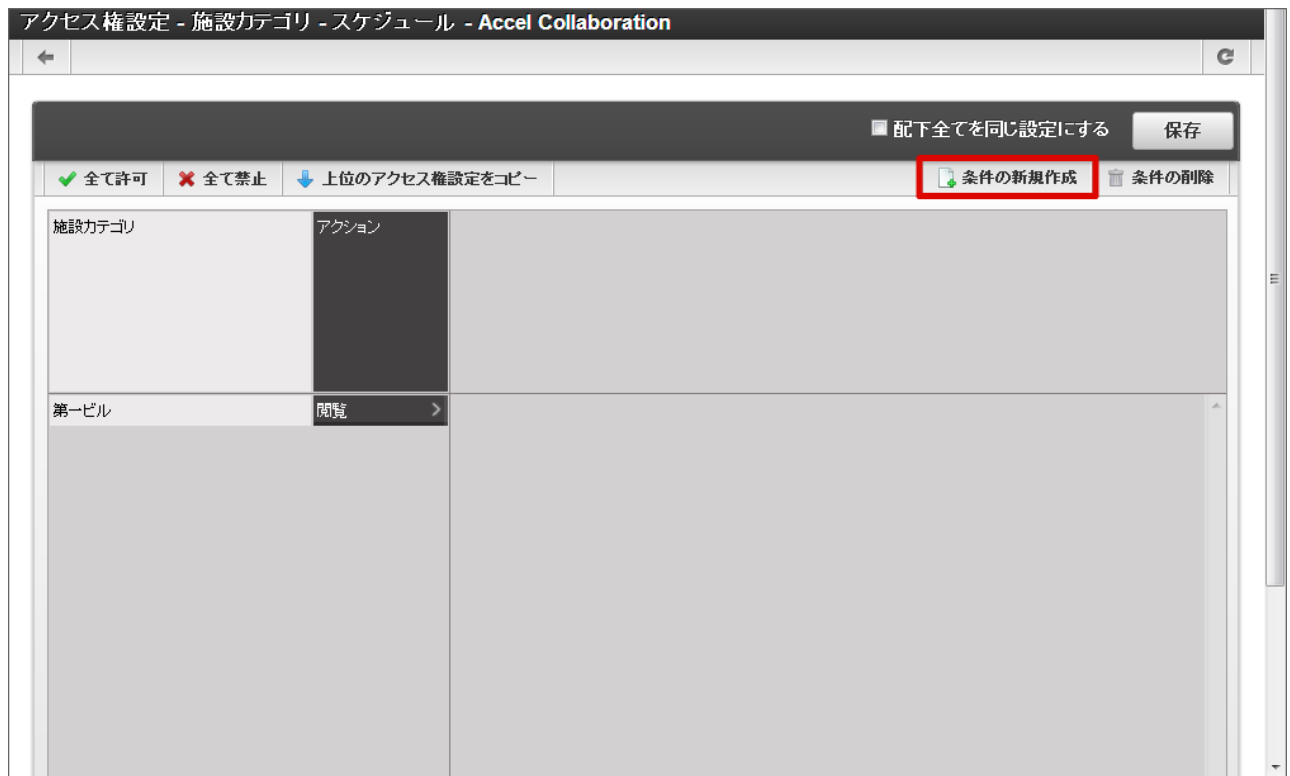 アクセス権設定 - 施設カテゴリ - スケジュール - Accel Collaboration
配下全てを同じ設定にする 保存
全て許可 全て禁止 上位のアクセス権設定をコピー 条件の新規作成 条件の削除
施設カテゴリ アクション
第一ビル 閲覧